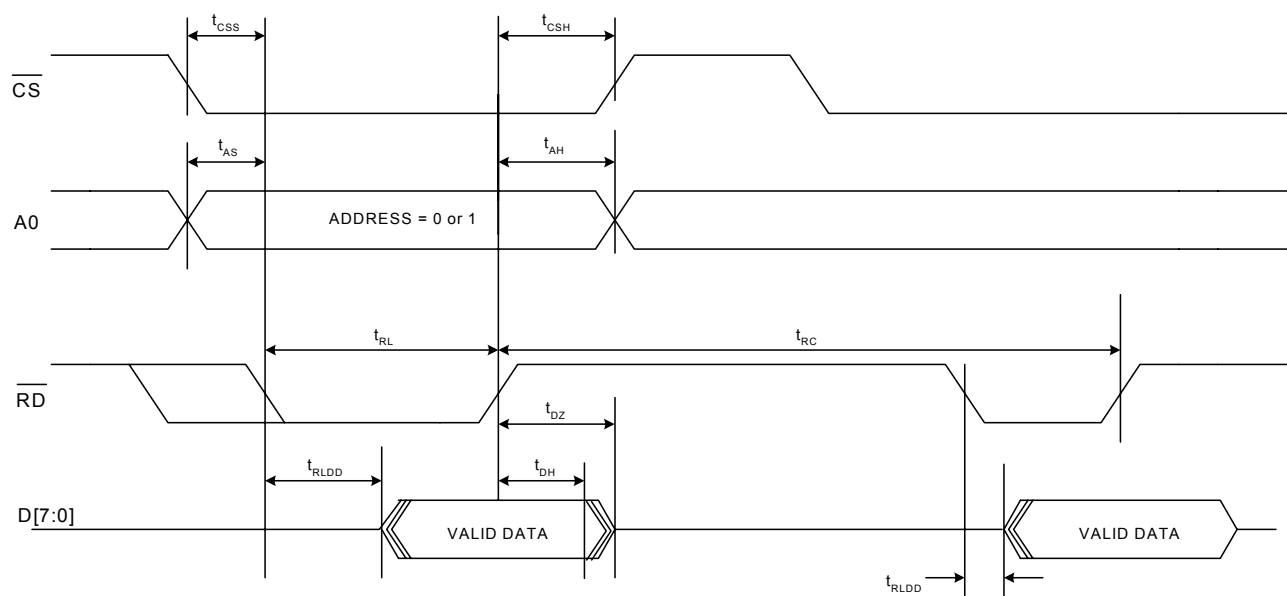 tCSS
tCSH
CS
tAS
tAH
A0
ADDRESS = 0 or 1
tRL
tRC
RD
tDZ
tRLDD
tDH
D[7:0]
VALID DATA
VALID DATA
tRLDD